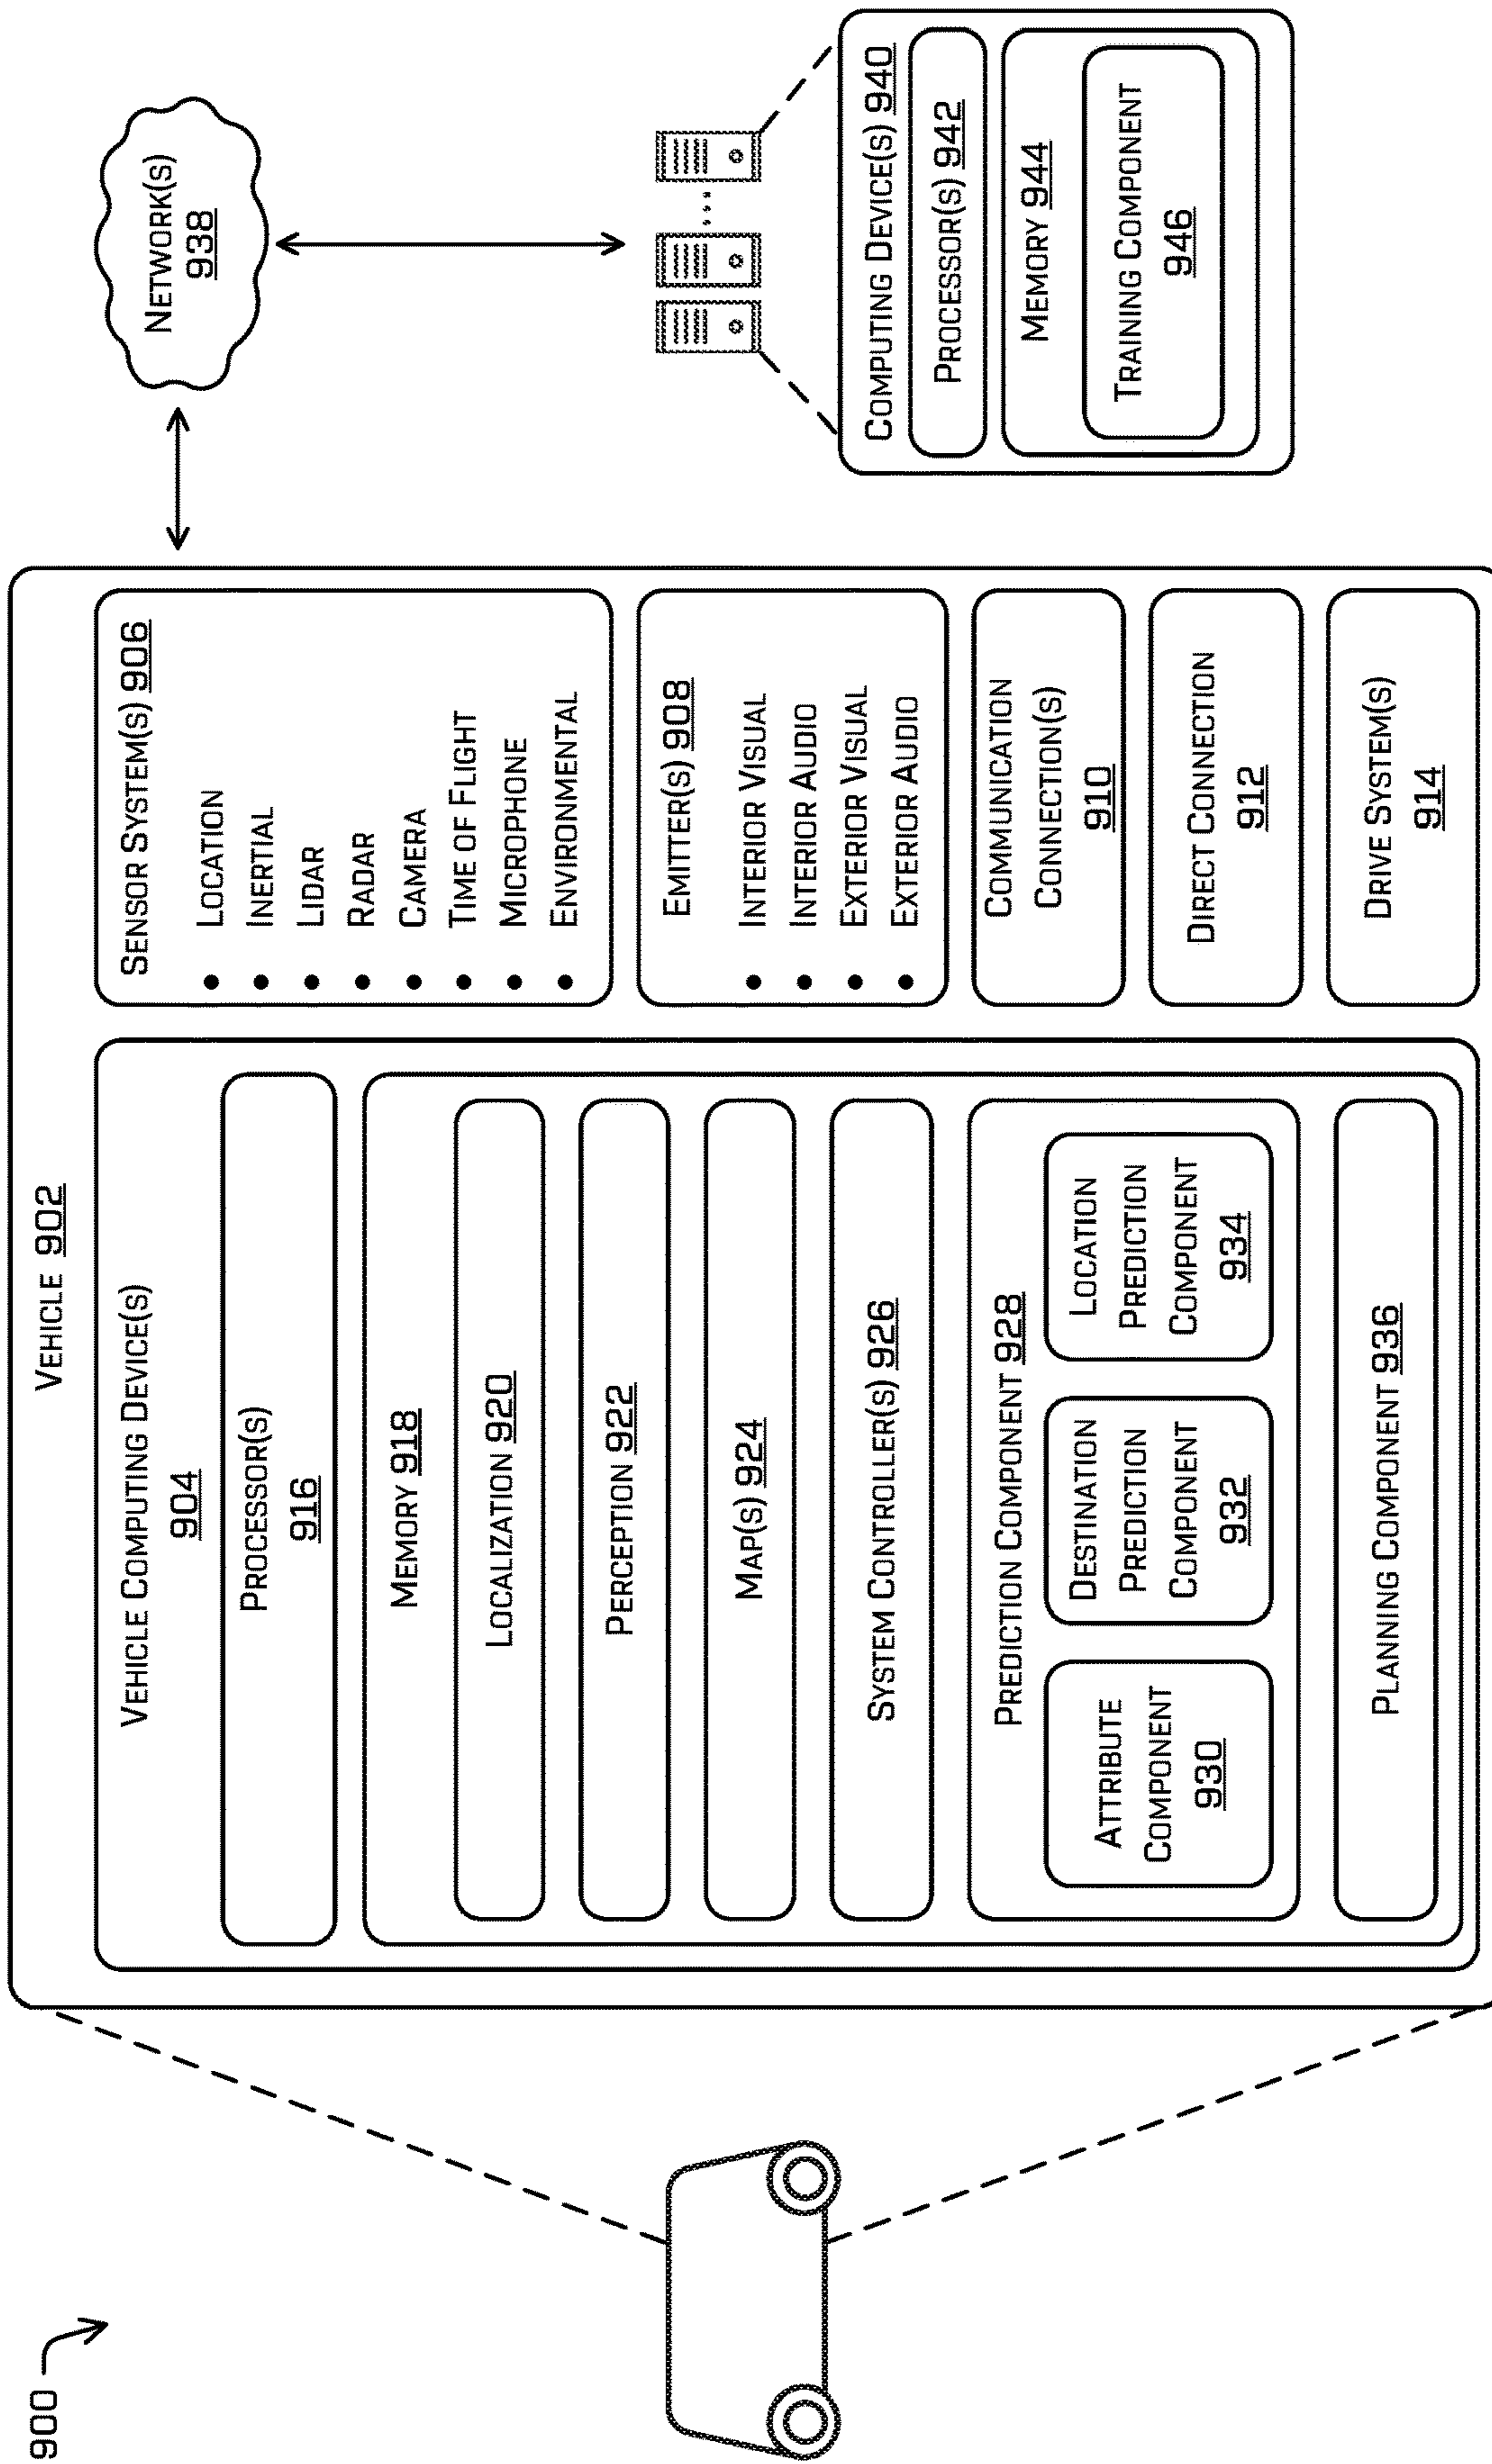 900
VEHICLE 902
VEHICLE COMPUTING DEVICE(S)
904
PROCESSOR(S)
916
MEMORY 918
LOCALIZATION 920
PERCEPTION 922
MAP(S) 924
SYSTEM CONTROLLER(S) 926
PREDICTION COMPONENT 928
ATTRIBUTE
COMPONENT
930
DESTINATION
PREDICTION
COMPONENT
932
LOCATION
PREDICTION
COMPONENT
934
PLANNING COMPONENT 936
SENSOR SYSTEM(S) 906
• LOCATION
• INERTIAL
• LIDAR
• RADAR
• CAMERA
• TIME OF FLIGHT
• MICROPHONE
• ENVIRONMENTAL
EMITTER(S) 908
• INTERIOR VISUAL
• INTERIOR AUDIO
• EXTERIOR VISUAL
• EXTERIOR AUDIO
COMMUNICATION
CONNECTION(S)
910
DIRECT CONNECTION
912
DRIVE SYSTEM(S)
914
NETWORK(S)
938
COMPUTING DEVICE(S) 940
PROCESSOR(S) 942
MEMORY 944
TRAINING COMPONENT
946